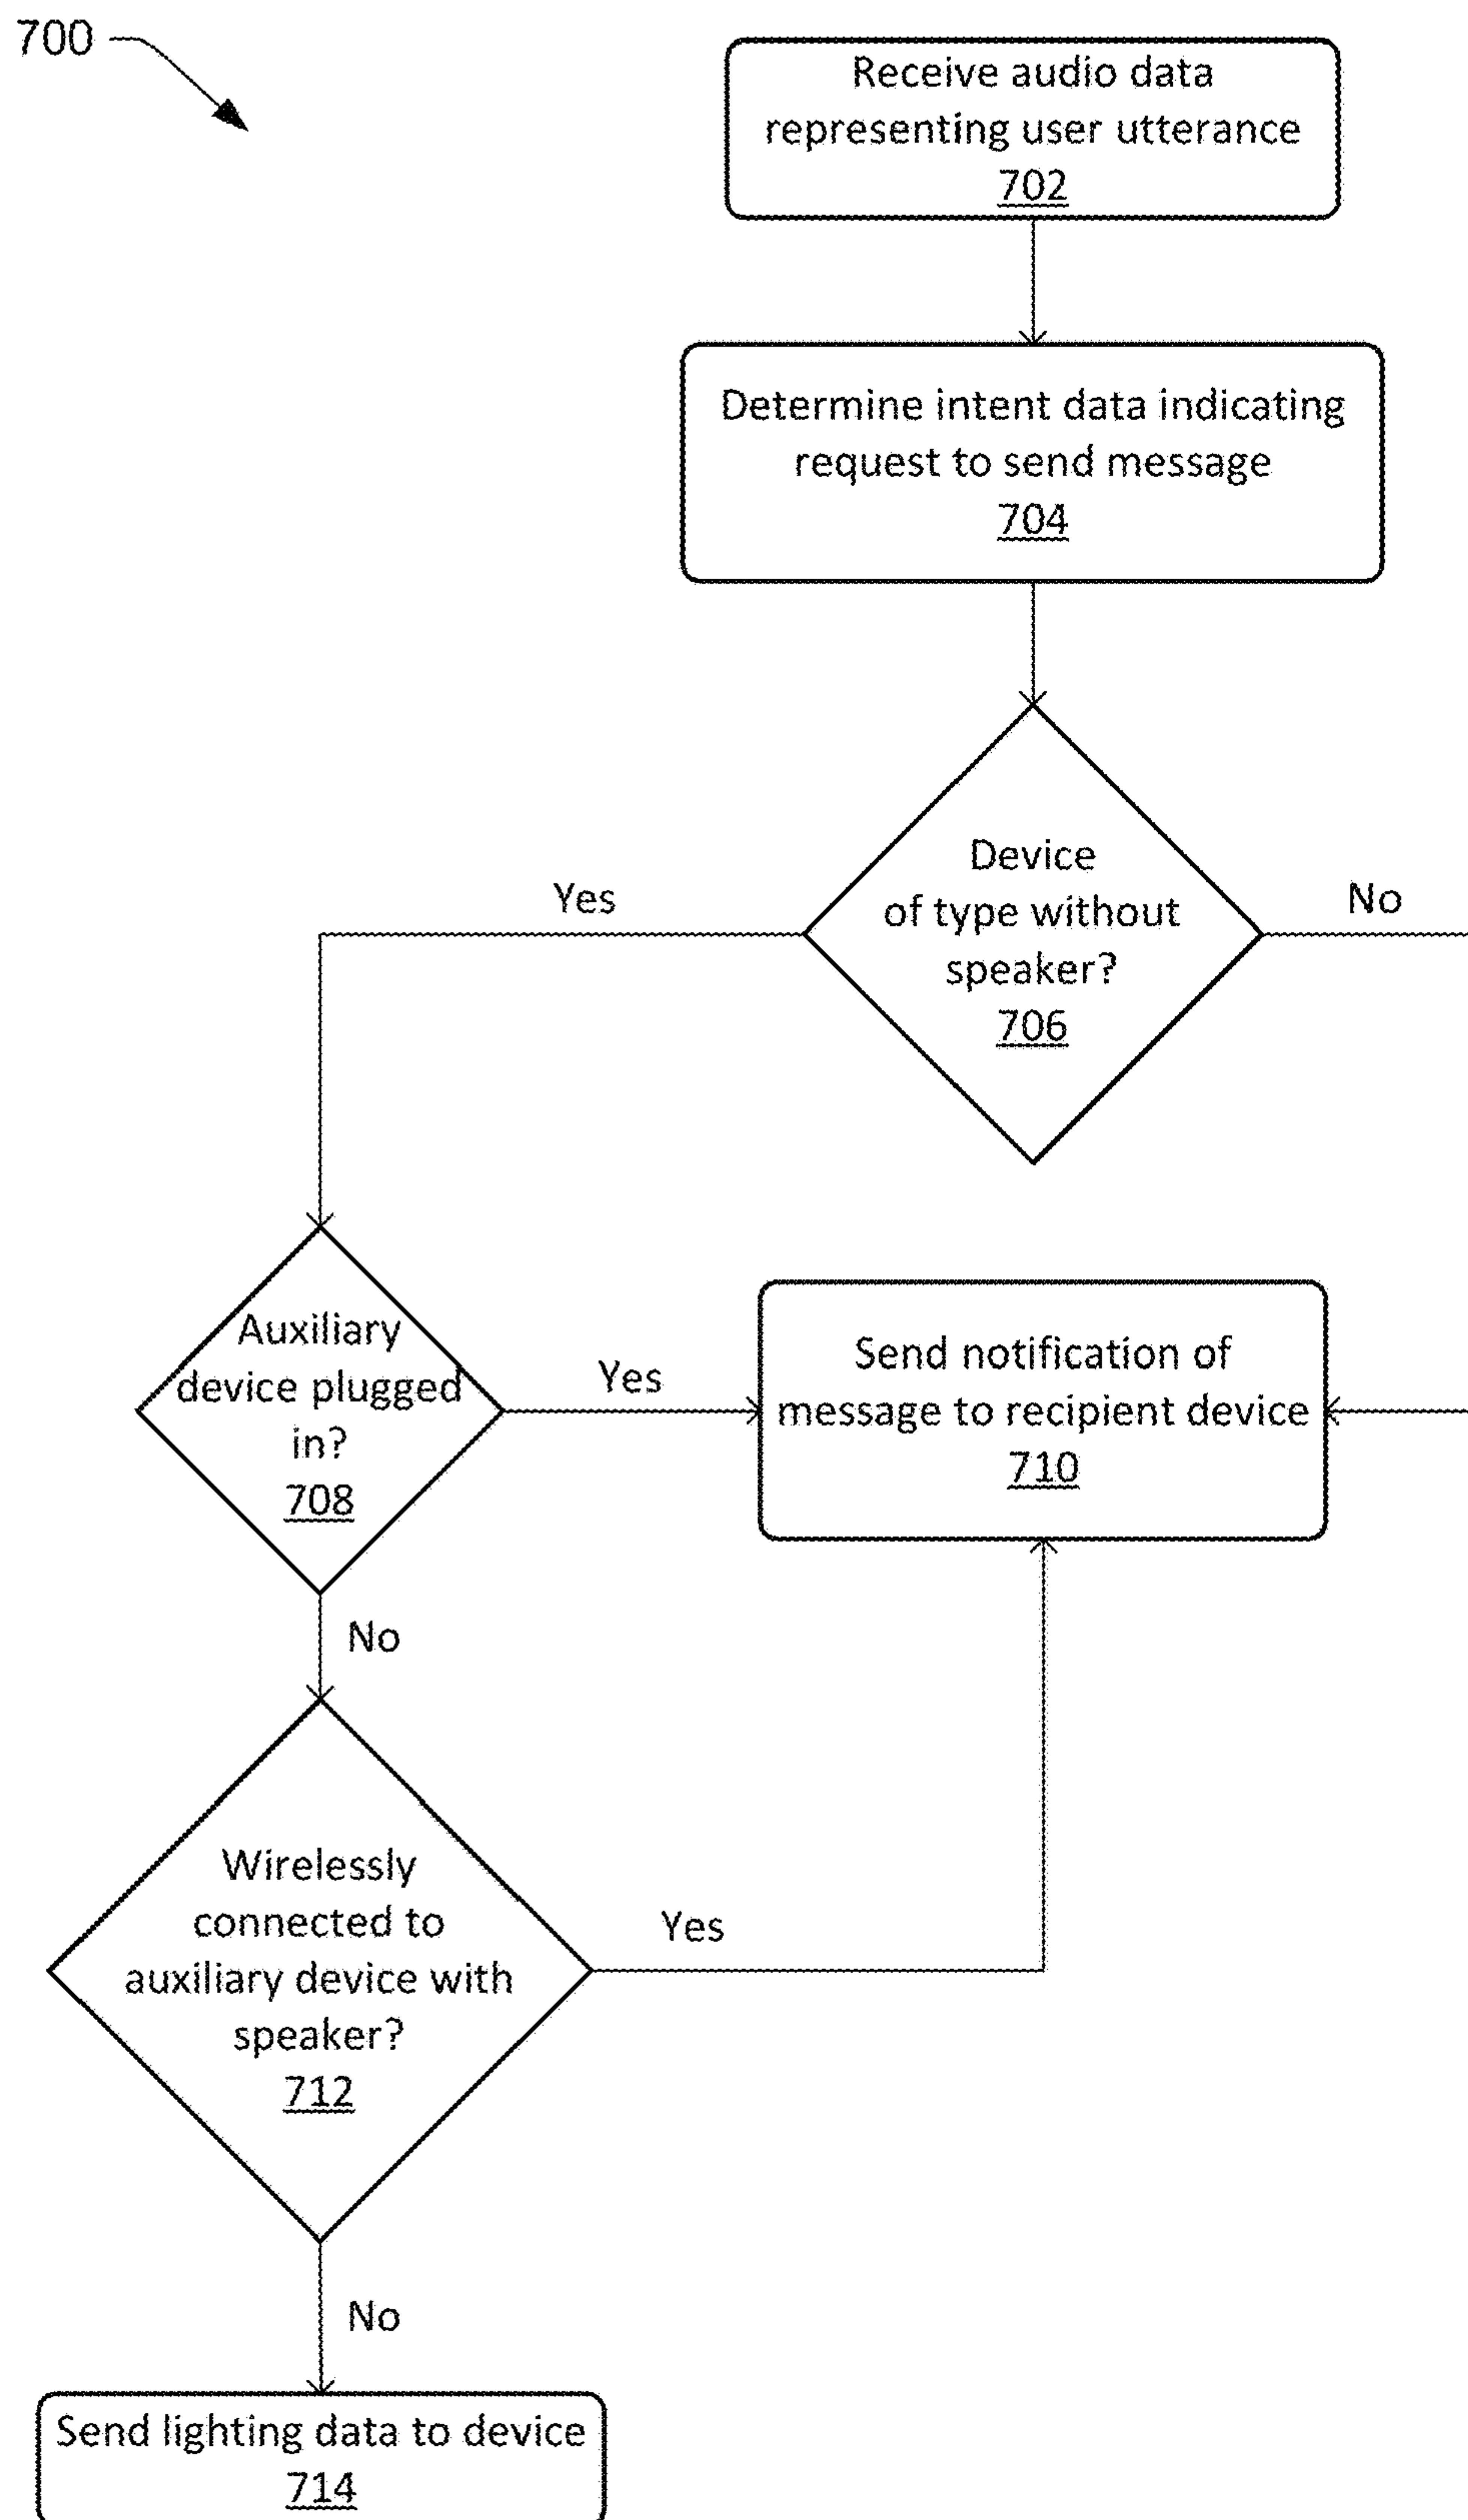 700
Receive audio data
representing user utterance
702
Determine intent data indicating
request to send message
704
Device
of type without
speaker?
706
Yes
No
Auxiliary
device plugged
in?
708
Yes
Send notification of
message to recipient device
710
No
Wirelessly
connected to
auxiliary device with
speaker?
712
Yes
No
Send lighting data to device
714